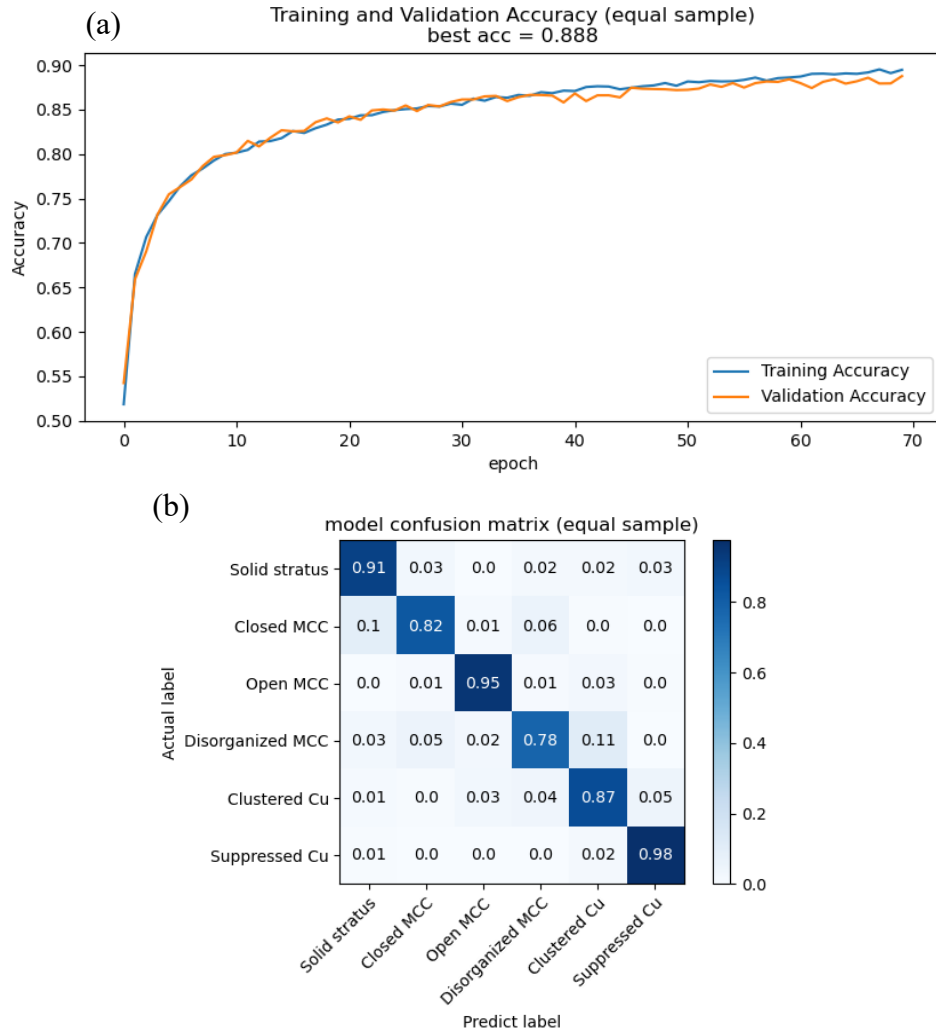 (a)
Training and Validation Accuracy (equal sample)
best acc = 0.888
Accuracy
0.90
0.85
0.80
0.75
0.70
0.65
0.60
0.55
0.50
0 10 20 30 40 50 60 70
epoch
Training Accuracy
Validation Accuracy
(b)
model confusion matrix (equal sample)
Actual label
Solid stratus 0.91 0.03 0.0 0.02 0.02 0.03
Closed MCC 0.1 0.82 0.01 0.06 0.0 0.0
Open MCC 0.0 0.01 0.95 0.01 0.03 0.0
Disorganized MCC 0.03 0.05 0.02 0.78 0.11 0.0
Clustered Cu 0.01 0.0 0.03 0.04 0.87 0.05
Suppressed Cu 0.01 0.0 0.0 0.0 0.02 0.98
Solid stratus Closed MCC Open MCC Disorganized MCC Clustered Cu Suppressed Cu
Predict label
0.8
0.6
0.4
0.2
0.0